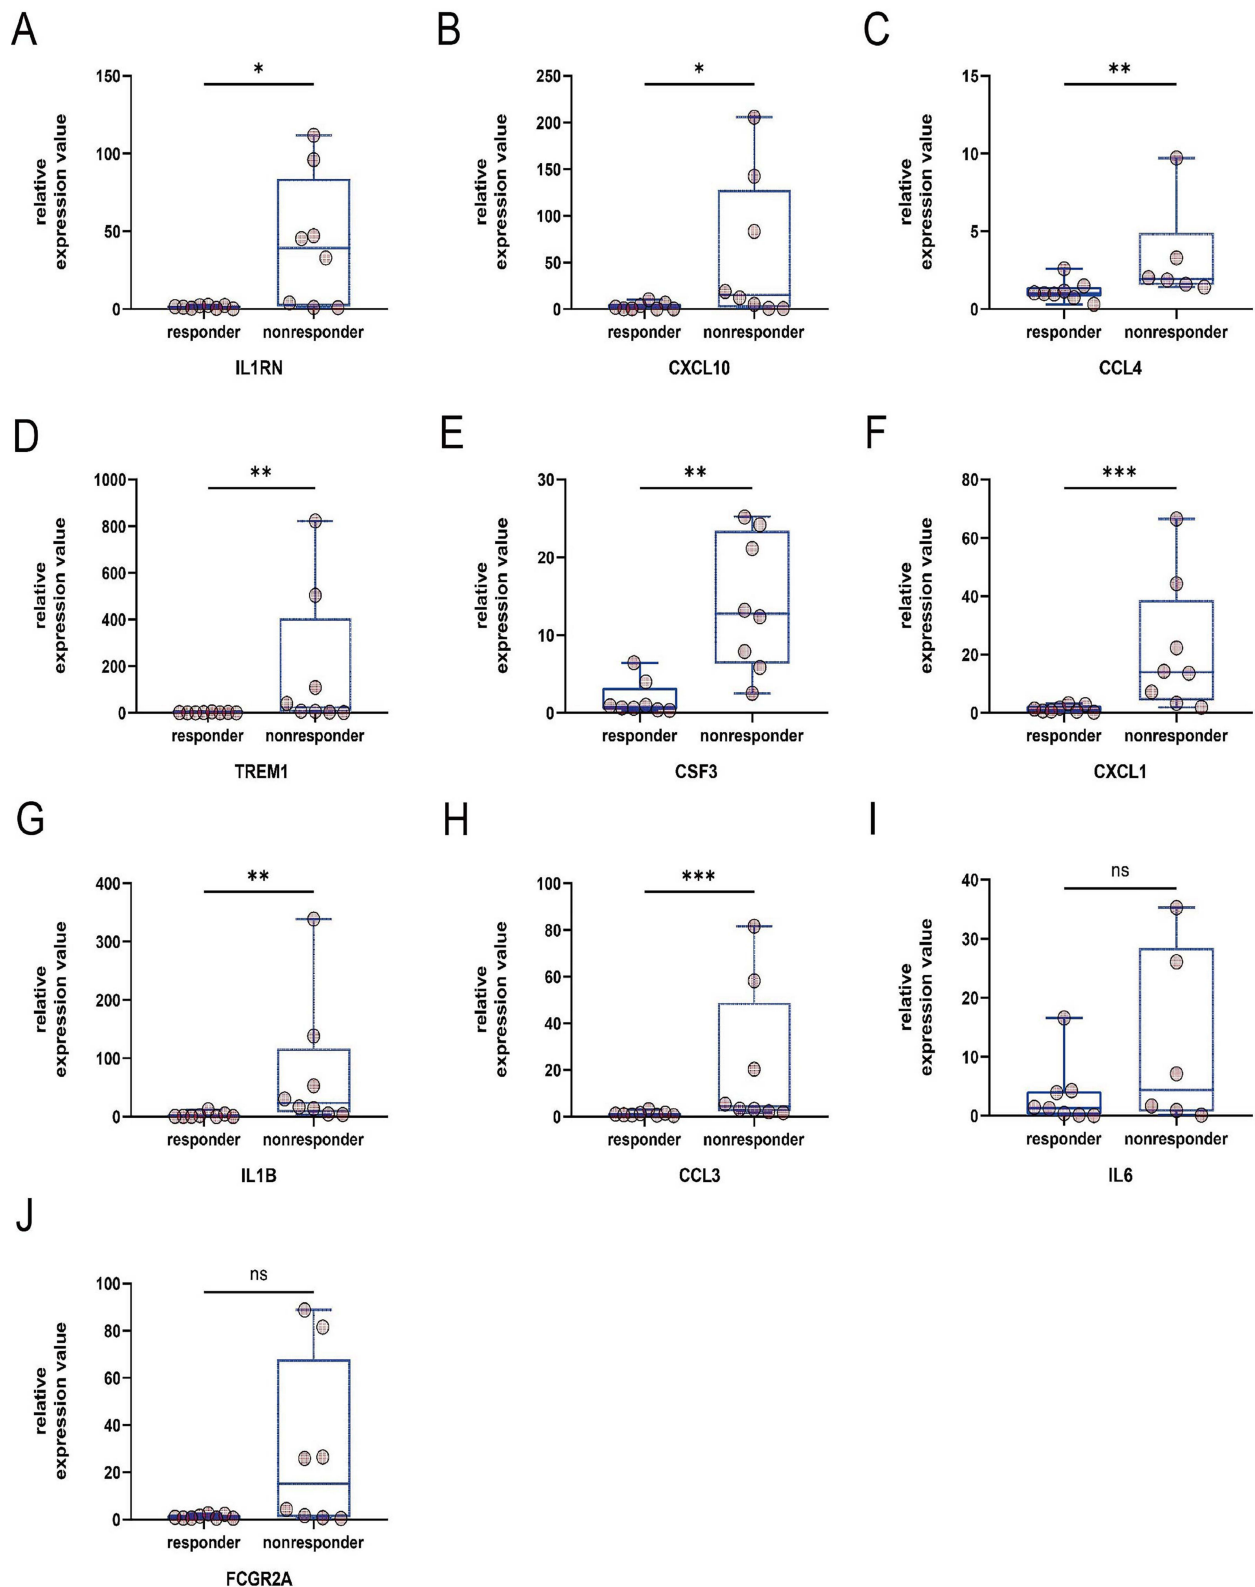 A
relative
expression value
150
100
50
0
*
responder
nonresponder
IL1RN
B
relative
expression value
250
200
150
100
50
0
*
responder
nonresponder
CXCL10
C
relative
expression value
15
10
5
0
**
responder
nonresponder
CCL4
D
relative
expression value
1000
800
600
400
200
0
**
responder
nonresponder
TREM1
E
relative
expression value
30
20
10
0
**
responder
nonresponder
CSF3
F
relative
expression value
80
60
40
20
0
***
responder
nonresponder
CXCL1
G
relative
expression value
400
300
200
100
0
**
responder
nonresponder
IL1B
H
relative
expression value
100
80
60
40
20
0
***
responder
nonresponder
CCL3
I
relative
expression value
40
30
20
10
0
ns
responder
nonresponder
IL6
J
relative
expression value
100
80
60
40
20
0
ns
responder
nonresponder
FCGR2A